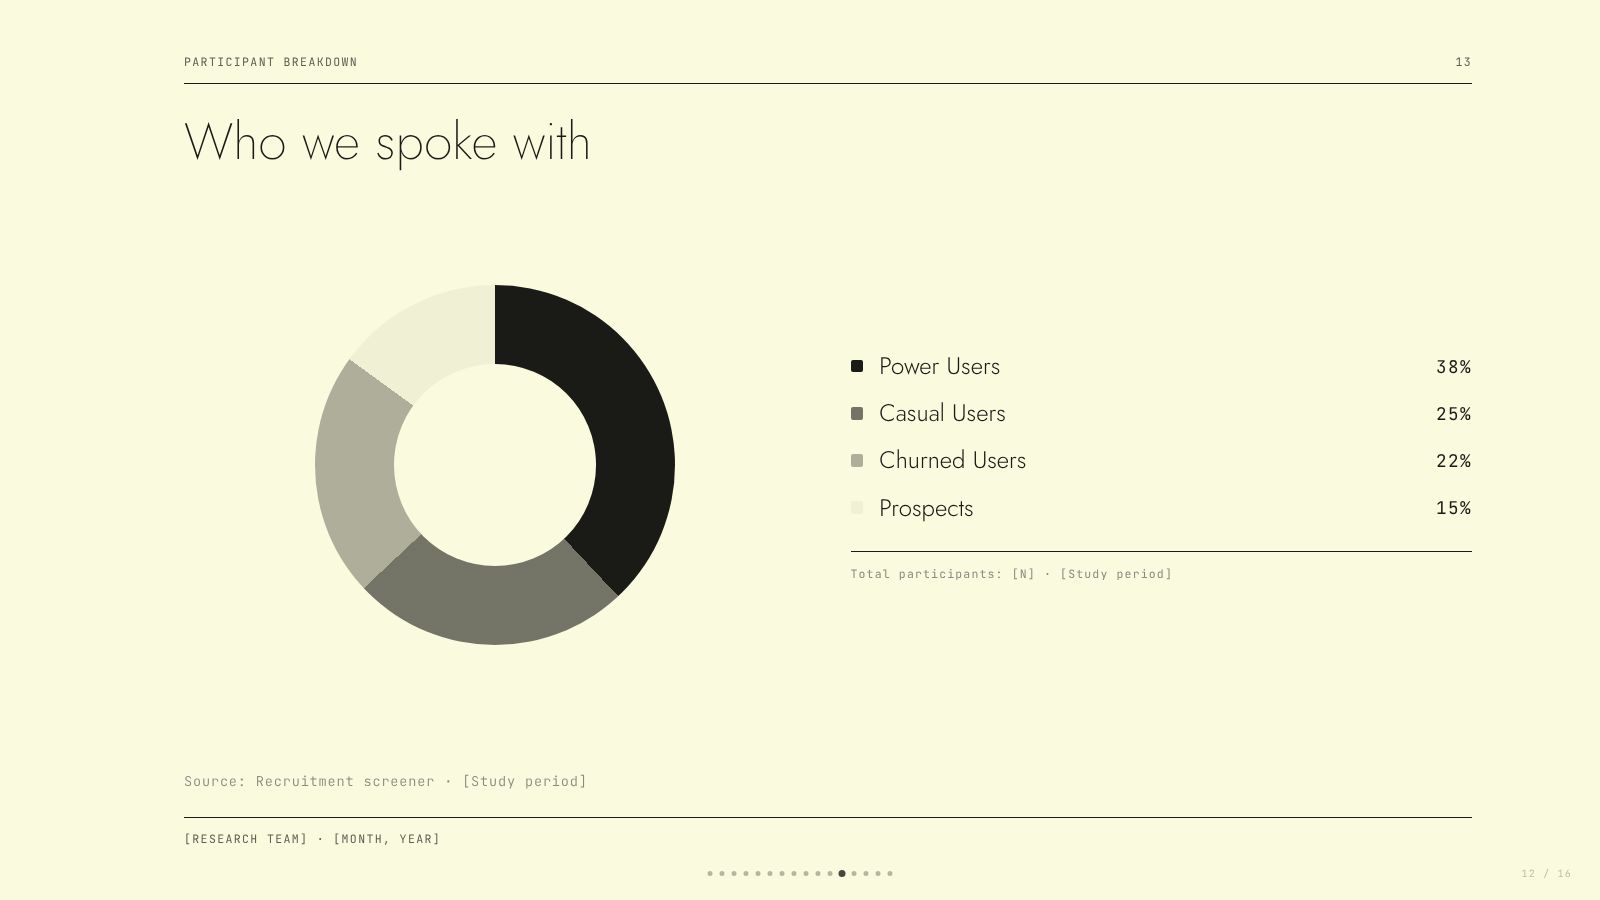 PARTICIPANT BREAKDOWN 13
Who we spoke with
Power Users 38%
Casual Users 25%
Churned Users 22%
Prospects 15%
Total participants: [N] · [Study period]
Source: Recruitment screener · [Study period]
[RESEARCH TEAM] · [MONTH, YEAR]
12 / 16